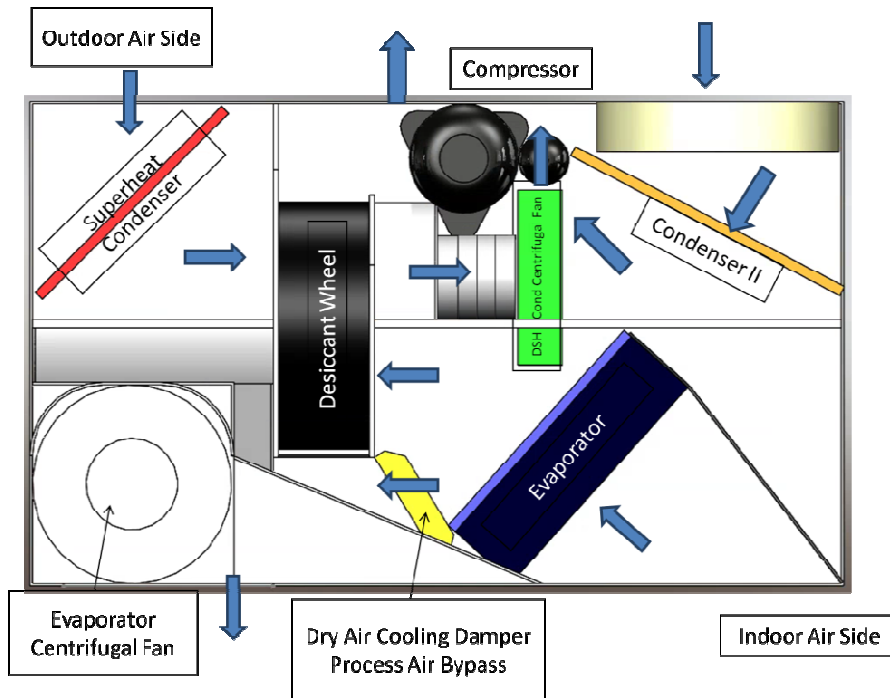 Outdoor Air Side
Compressor
Superheat
Condenser
Desiccant Wheel
DSH Cond Centrifuga Fan
Condenser II
Evaporator
Evaporator
Centrifugal Fan
Dry Air Cooling Damper
Process Air Bypass
Indoor Air Side